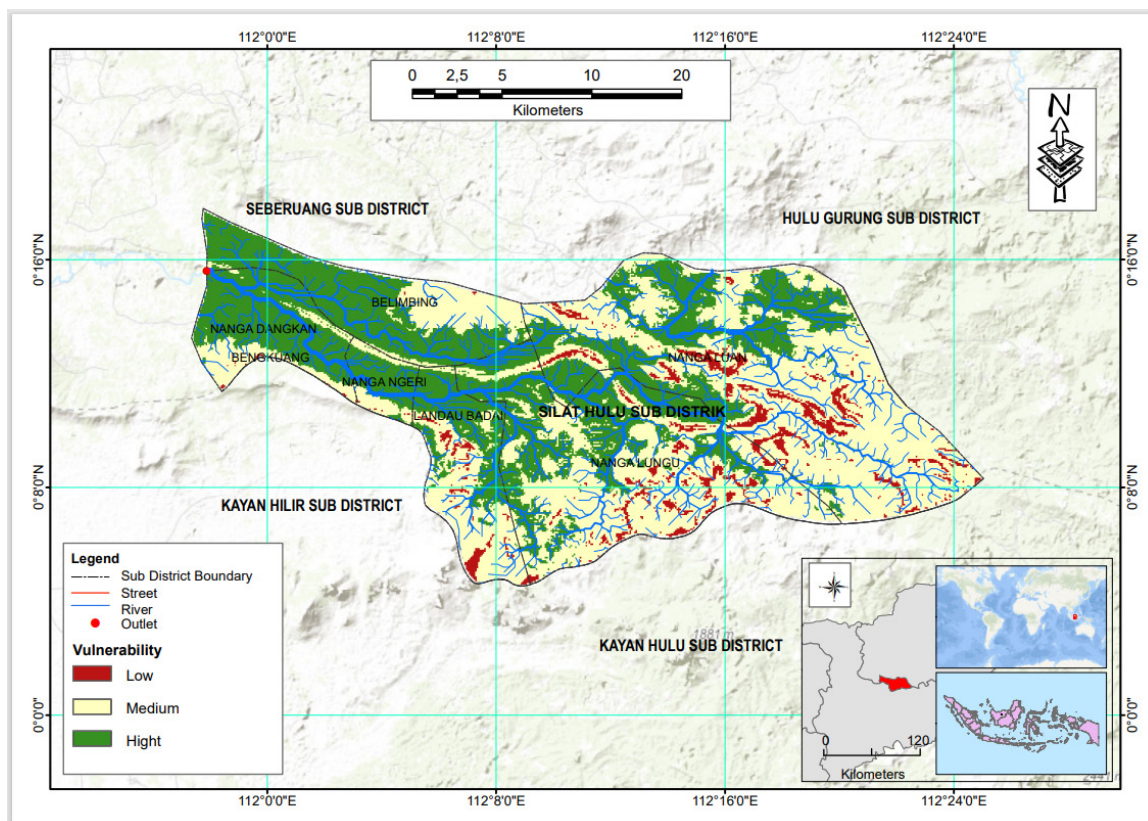 112°0'0"E 112°8'0"E 112°16'0"E 112°24'0"E
0 2,5 5 10 20
Kilometers
N
SEBERUANG SUB DISTRICT
HULU GURUNG SUB DISTRICT
0°16'0"N
0°16'0"N
BELIMBING
NANGA DANGKAN
BENGKUANG
NANGA LUAN
NANGA NGERI
LANDAU BADAI
SILAT HULU SUB DISTRIK
NANGA LUNGU
0°8'0"N
0°8'0"N
KAYAN HILIR SUB DISTRICT
KAYAN HULU SUB DISTRICT
1881 m
Legend
Sub District Boundary
Street
River
Outlet
Vulnerability
Low
Medium
Hight
0°0'0"
0°0'0"
0 120
Kilometers
112°0'0"E 112°8'0"E 112°16'0"E 112°24'0"E